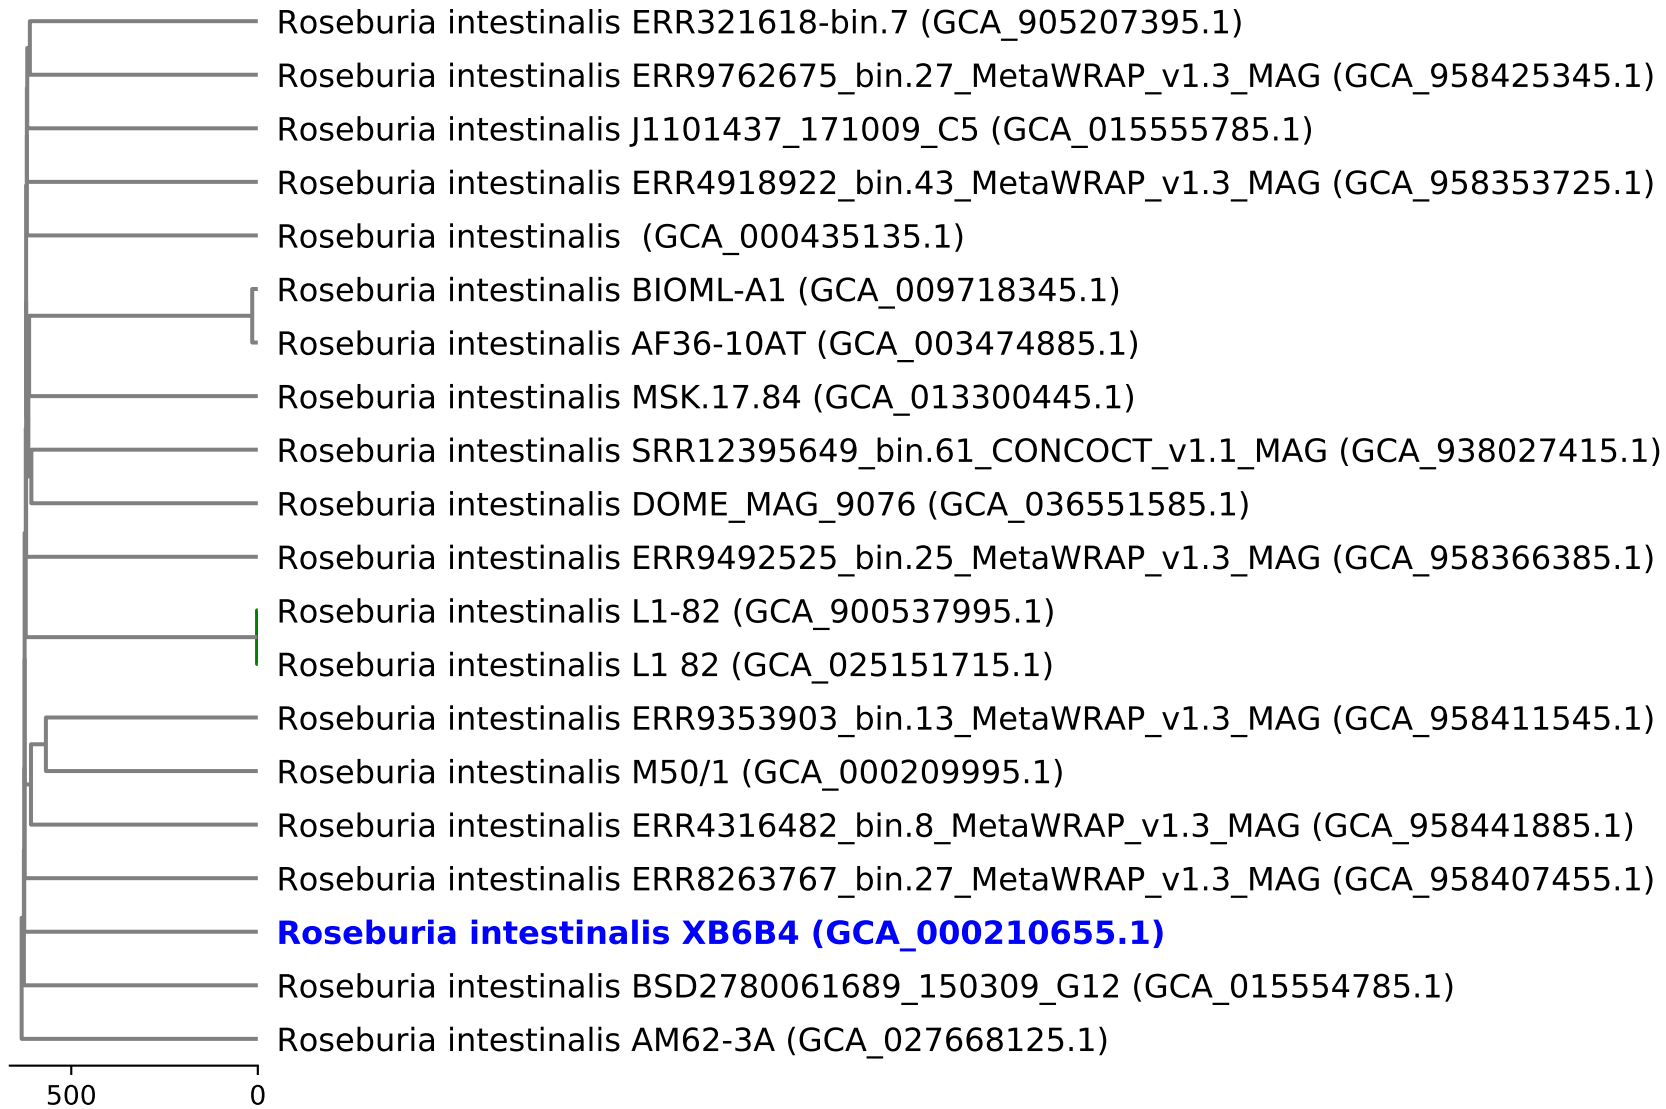 Roseburia intestinalis ERR321618-bin.7 (GCA_905207395.1)
Roseburia intestinalis ERR9762675_bin.27_MetaWRAP_v1.3_MAG (GCA_958425345.1)
Roseburia intestinalis J1101437_171009_C5 (GCA_015555785.1)
Roseburia intestinalis ERR4918922_bin.43_MetaWRAP_v1.3_MAG (GCA_958353725.1)
Roseburia intestinalis  (GCA_000435135.1)
Roseburia intestinalis BIOML-A1 (GCA_009718345.1)
Roseburia intestinalis AF36-10AT (GCA_003474885.1)
Roseburia intestinalis MSK.17.84 (GCA_013300445.1)
Roseburia intestinalis SRR12395649_bin.61_CONCOCT_v1.1_MAG (GCA_938027415.1)
Roseburia intestinalis DOME_MAG_9076 (GCA_036551585.1)
Roseburia intestinalis ERR9492525_bin.25_MetaWRAP_v1.3_MAG (GCA_958366385.1)
Roseburia intestinalis L1-82 (GCA_900537995.1)
Roseburia intestinalis L1 82 (GCA_025151715.1)
Roseburia intestinalis ERR9353903_bin.13_MetaWRAP_v1.3_MAG (GCA_958411545.1)
Roseburia intestinalis M50/1 (GCA_000209995.1)
Roseburia intestinalis ERR4316482_bin.8_MetaWRAP_v1.3_MAG (GCA_958441885.1)
Roseburia intestinalis ERR8263767_bin.27_MetaWRAP_v1.3_MAG (GCA_958407455.1)
Roseburia intestinalis XB6B4 (GCA_000210655.1)
Roseburia intestinalis BSD2780061689_150309_G12 (GCA_015554785.1)
Roseburia intestinalis AM62-3A (GCA_027668125.1)
500 0